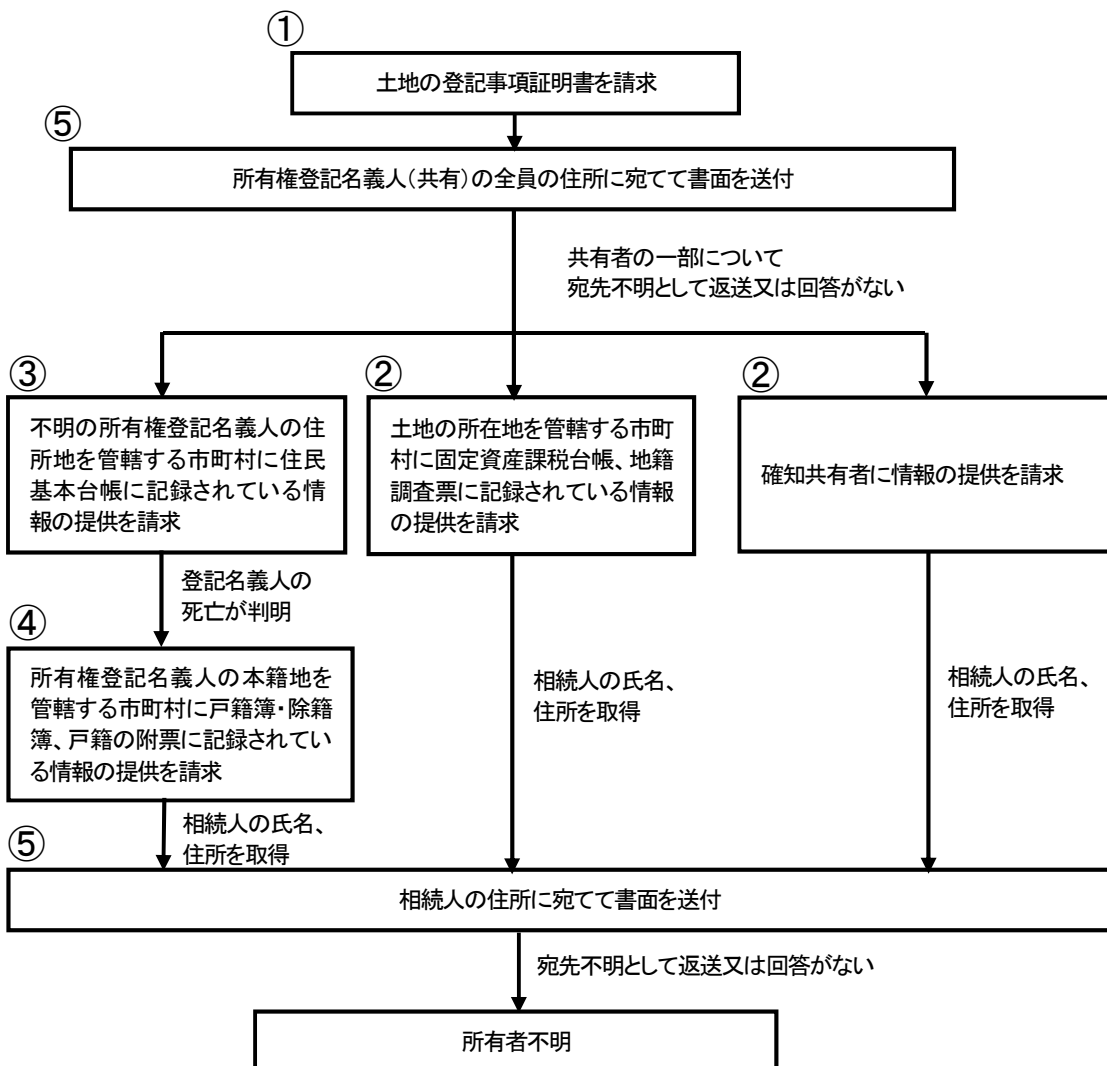 ①
土地の登記事項証明書を請求
⑤
所有権登記名義人(共有)の全員の住所に宛てて書面を送付
共有者の一部について
宛先不明として返送又は回答がない
③
不明の所有権登記名義人の住
所地を管轄する市町村に住民
基本台帳に記録されている情
報の提供を請求
②
土地の所在地を管轄する市町
村に固定資産課税台帳、地籍
調査票に記録されている情報
の提供を請求
②
確知共有者に情報の提供を請求
登記名義人の
死亡が判明
④
所有権登記名義人の本籍地を
管轄する市町村に戸籍簿・除籍
簿、戸籍の附票に記録されてい
る情報の提供を請求
相続人の氏名、
住所を取得
相続人の氏名、
住所を取得
相続人の氏名、
住所を取得
⑤
相続人の住所に宛てて書面を送付
宛先不明として返送又は回答がない
所有者不明